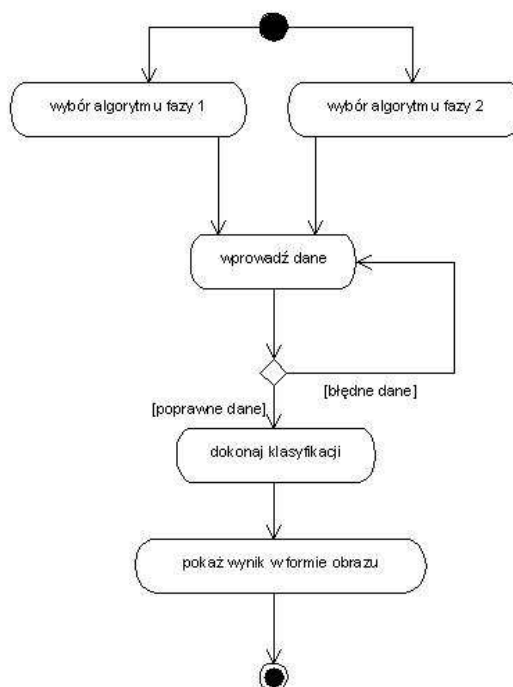 wybór algorytmu fazy 1
wybór algorytmu fazy 2
wprowadź dane
[błędne dane]
[poprawne dane]
dokonaj klasyfikacji
pokaż wynik w formie obrazu